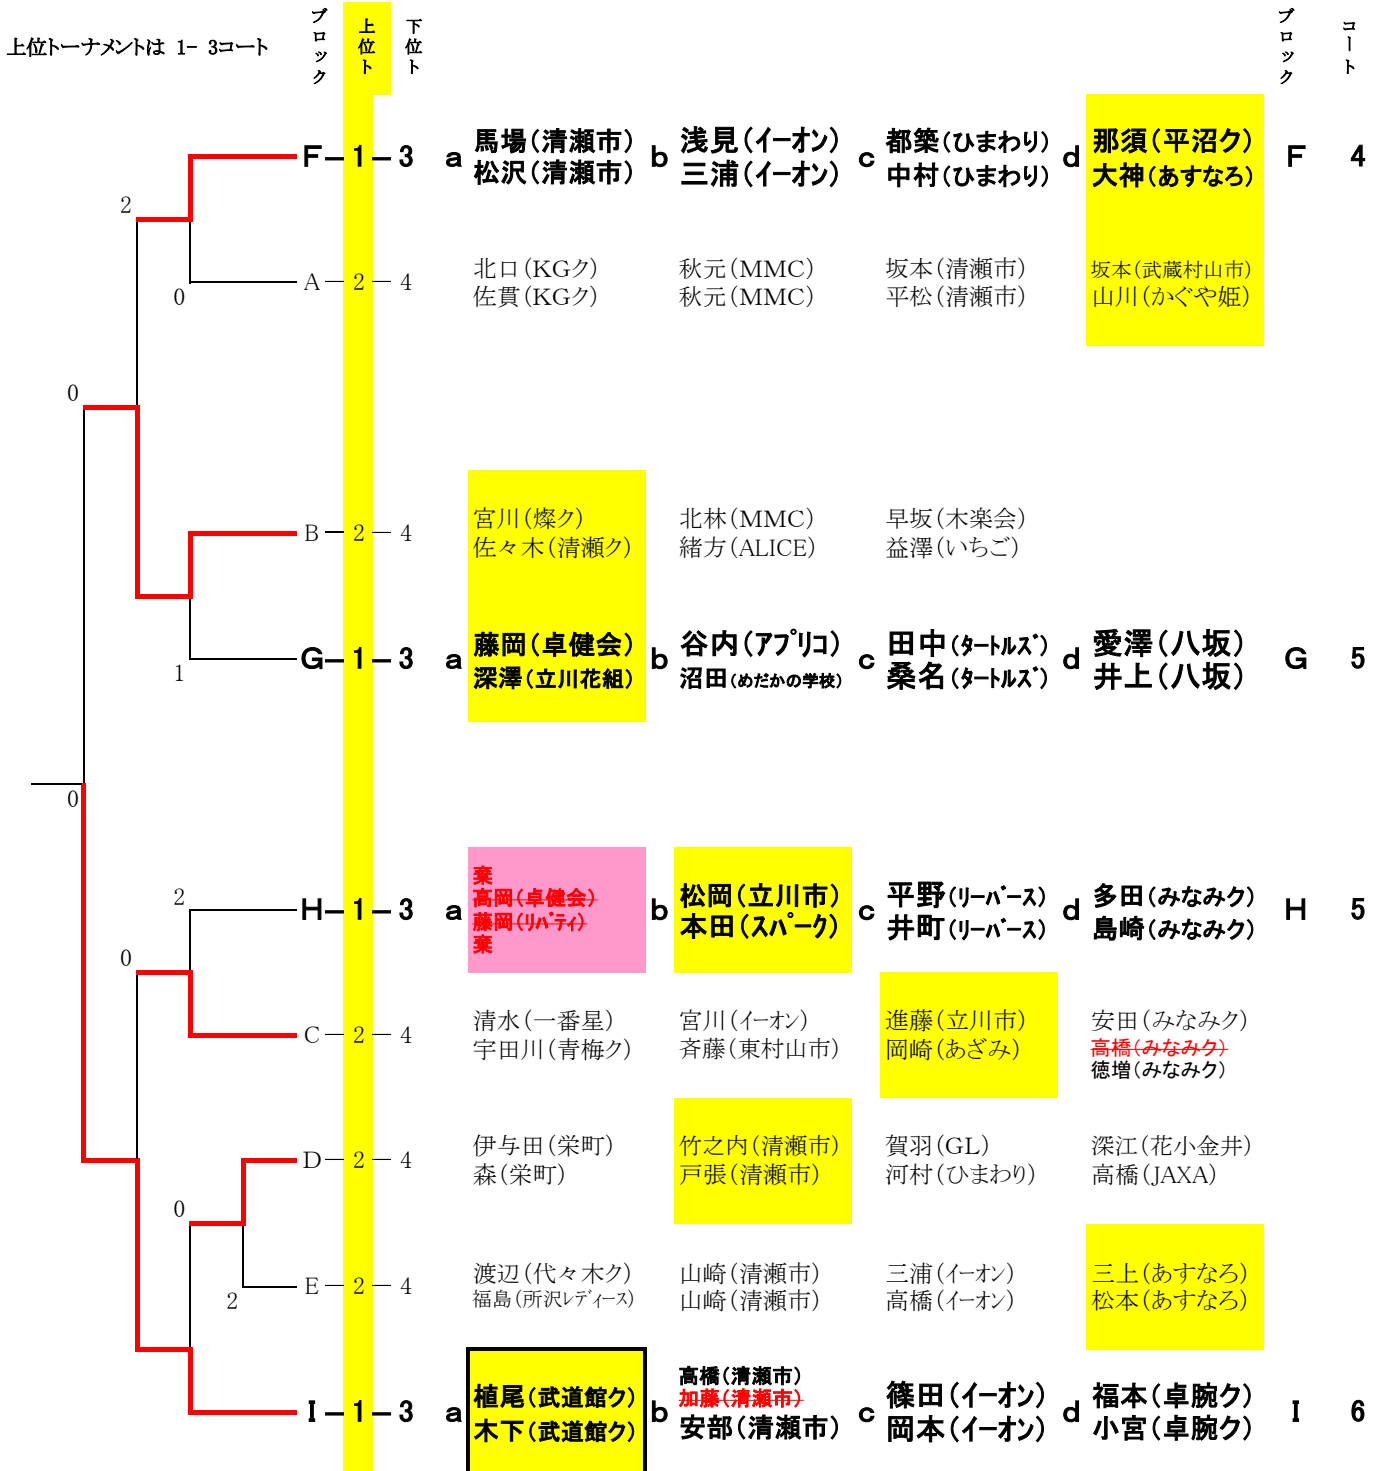 上位トーナメントは 1- 3コート
ブロック 上位ト 下位ト ブロック コート
F 1 3 a 馬場(清瀬市) b 浅見(イーオン) c 都築(ひまわり) d 那須(平沼ク) F 4
松沢(清瀬市) 三浦(イーオン) 中村(ひまわり) 大神(あすなろ)
2
北口(KGク) 秋元(MMC) 坂本(清瀬市) 坂本(武蔵村山市)
0 A 2 4 佐貫(KGク) 秋元(MMC) 平松(清瀬市) 山川(かぐや姫)
0
宮川(燦ク) 北林(MMC) 早坂(木楽会)
B 2 4 佐々木(清瀬ク) 緒方(ALICE) 益澤(いちご)
藤岡(卓健会) 谷内(アプリコ) 田中(タートルズ) 愛澤(八坂)
1 G 1 3 a 深澤(立川花組) b 沼田(めだかの学校) c 桑名(タートルズ) d 井上(八坂) G 5
0
棄
2 高岡(卓健会) 松岡(立川市) 平野(リーバース) 多田(みなみク)
H 1 3 a 藤岡(リバティ) b 本田(スパーク) c 井町(リーバース) d 島崎(みなみク) H 5
棄
0
清水(一番星) 宮川(イーオン) 進藤(立川市) 安田(みなみク)
C 2 4 宇田川(青梅ク) 斉藤(東村山市) 岡崎(あざみ) 高橋(みなみク)
徳増(みなみク)
伊与田(栄町) 竹之内(清瀬市) 賀羽(GL) 深江(花小金井)
D 2 4 森(栄町) 戸張(清瀬市) 河村(ひまわり) 高橋(JAXA)
0
渡辺(代々木ク) 山崎(清瀬市) 三浦(イーオン) 三上(あすなろ)
2 E 2 4 福島(所沢レディース) 山崎(清瀬市) 高橋(イーオン) 松本(あすなろ)
高橋(清瀬市)
植尾(武道館ク) 加藤(清瀬市) 篠田(イーオン) 福本(卓腕ク)
I 1 3 a 木下(武道館ク) b 安部(清瀬市) c 岡本(イーオン) d 小宮(卓腕ク) I 6